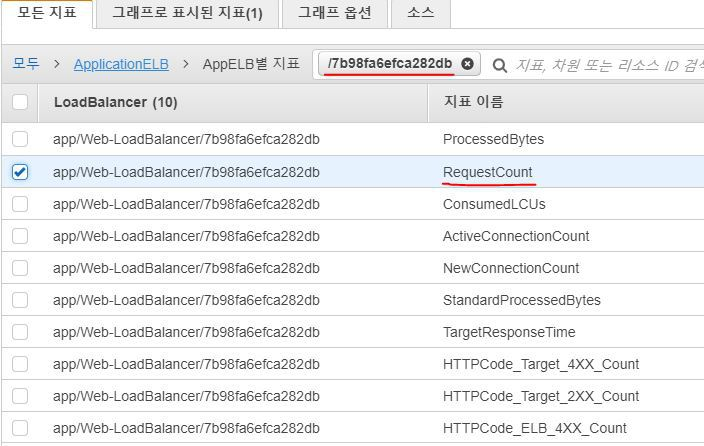 모든 지표 그래프로 표시된 지표(1) 그래프 옵션 소스
모두 > ApplicationELB > AppELB별 지표 /7b98fa6efca282db 지표, 차원 또는 리소스 ID 검색
LoadBalancer (10) 지표 이름
app/Web-LoadBalancer/7b98fa6efca282db ProcessedBytes
app/Web-LoadBalancer/7b98fa6efca282db RequestCount
app/Web-LoadBalancer/7b98fa6efca282db ConsumedLCUs
app/Web-LoadBalancer/7b98fa6efca282db ActiveConnectionCount
app/Web-LoadBalancer/7b98fa6efca282db NewConnectionCount
app/Web-LoadBalancer/7b98fa6efca282db StandardProcessedBytes
app/Web-LoadBalancer/7b98fa6efca282db TargetResponseTime
app/Web-LoadBalancer/7b98fa6efca282db HTTPCode_Target_4XX_Count
app/Web-LoadBalancer/7b98fa6efca282db HTTPCode_Target_2XX_Count
app/Web-LoadBalancer/7b98fa6efca282db HTTPCode_ELB_4XX_Count